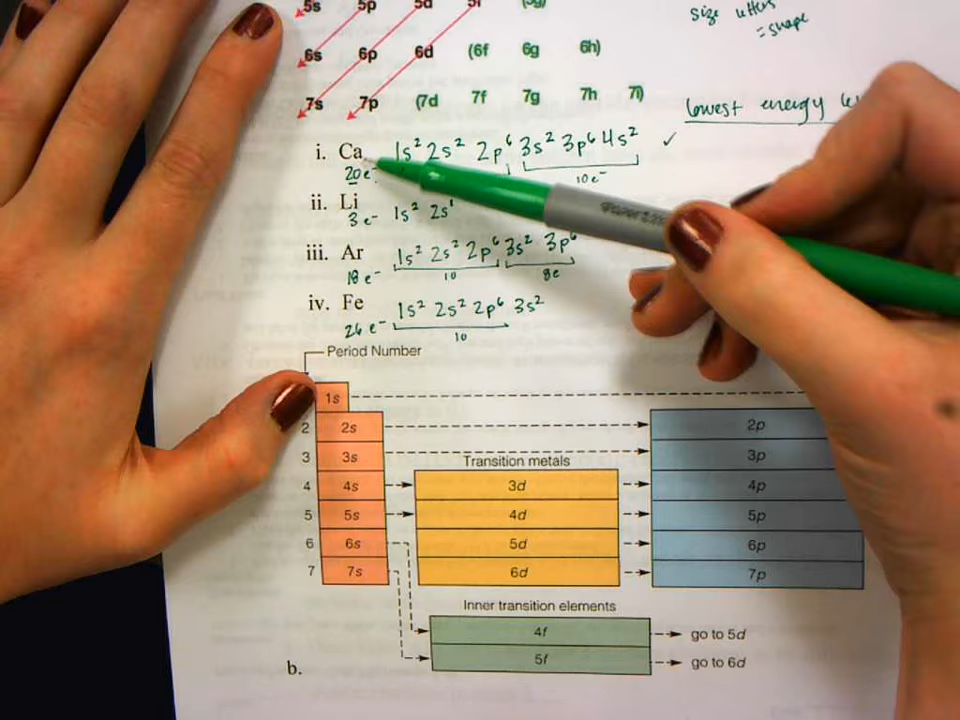 5s 5p 5d 5f (5g)
size letters
= shape
6s 6p 6d (6f 6g 6h)
7s 7p (7d 7f 7g 7h 7i)
lowest energy
i. Ca 1s² 2s² 2p⁶ 3s² 3p⁶ 4s² ✓
20e⁻ 10e⁻
ii. Li 1s² 2s¹
3e⁻
iii. Ar 1s² 2s² 2p⁶ 3s² 3p⁶
18e⁻ 10 8e
iv. Fe 1s² 2s² 2p⁶ 3s²
26e⁻ 10
Period Number
1s
2 2s 2p
3 3s 3p
Transition metals
4 4s 3d 4p
5 5s 4d 5p
6 6s 5d 6p
7 7s 6d 7p
Inner transition elements
4f go to 5d
5f go to 6d
b.